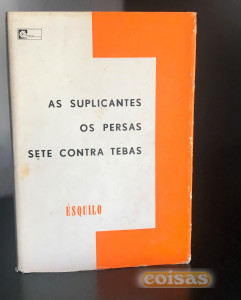 AS SUPLICANTES
OS PERSAS
SETE CONTRA TEBAS
ÉSQUILO
coisas